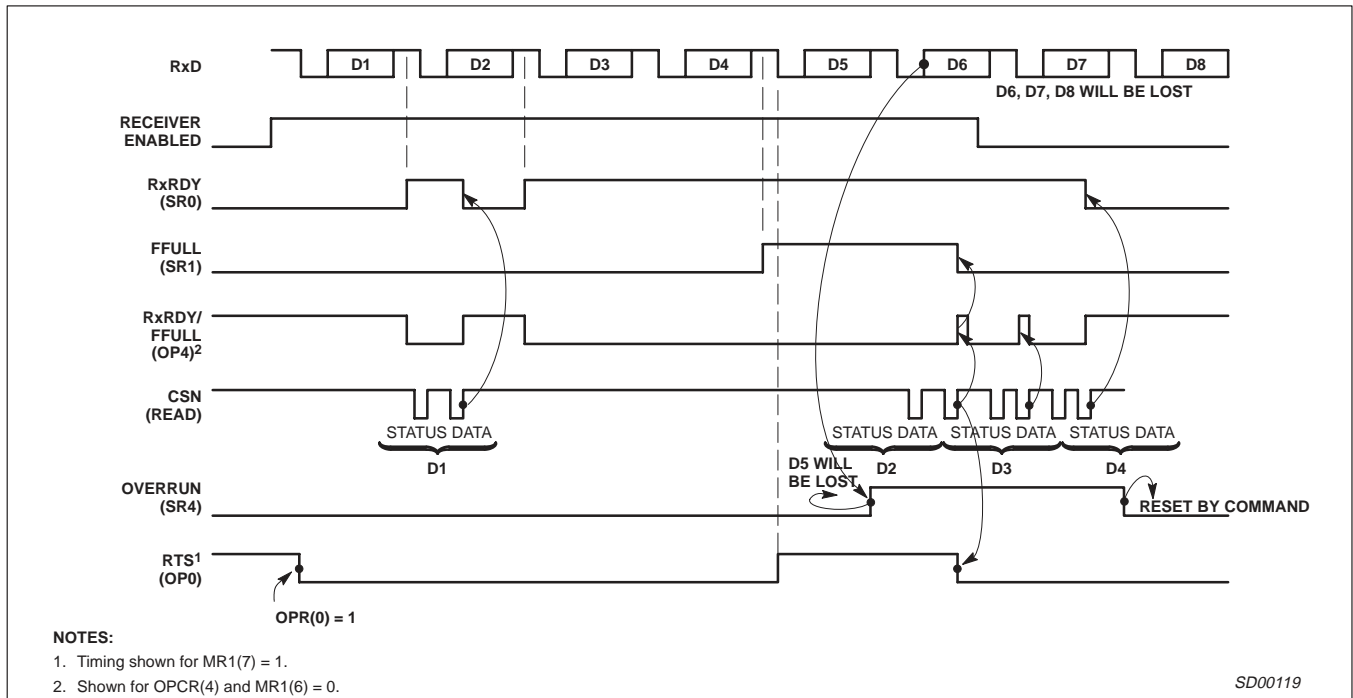 RxD
D1 D2 D3 D4 D5 D6 D7 D8
D6, D7, D8 WILL BE LOST
RECEIVER
ENABLED
RxRDY
(SR0)
FFULL
(SR1)
RxRDY/
FFULL
(OP4)2
CSN
(READ)
STATUS DATA STATUS DATA STATUS DATA STATUS DATA
D1 D2 D3 D4
D5 WILL
BE LOST
OVERRUN
(SR4)
RESET BY COMMAND
RTS1
(OP0)
OPR(0) = 1
NOTES:
1. Timing shown for MR1(7) = 1.
2. Shown for OPCR(4) and MR1(6) = 0.
SD00119